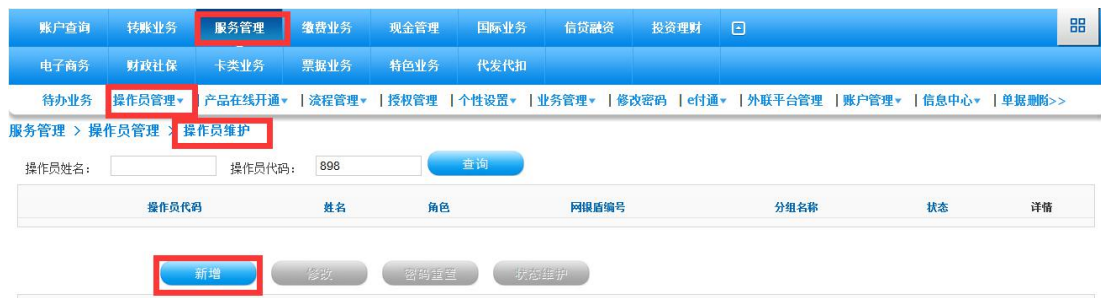 账户查询 转账业务 服务管理 缴费业务 现金管理 国际业务 信贷融资 投资理财
电子商务 财政社保 卡类业务 票据业务 特色业务 代发代扣
待办业务 操作员管理 | 产品在线开通 | 流程管理 | 授权管理 | 个性设置 | 业务管理 | 修改密码 | e付通 | 外联平台管理 | 账户管理 | 信息中心 | 单据删除>>
服务管理 > 操作员管理 > 操作员维护
操作员姓名： 操作员代码： 898 查询
操作员代码 姓名 角色 网银盾编号 分组名称 状态 详情
新增 修改 密码重置 状态维护